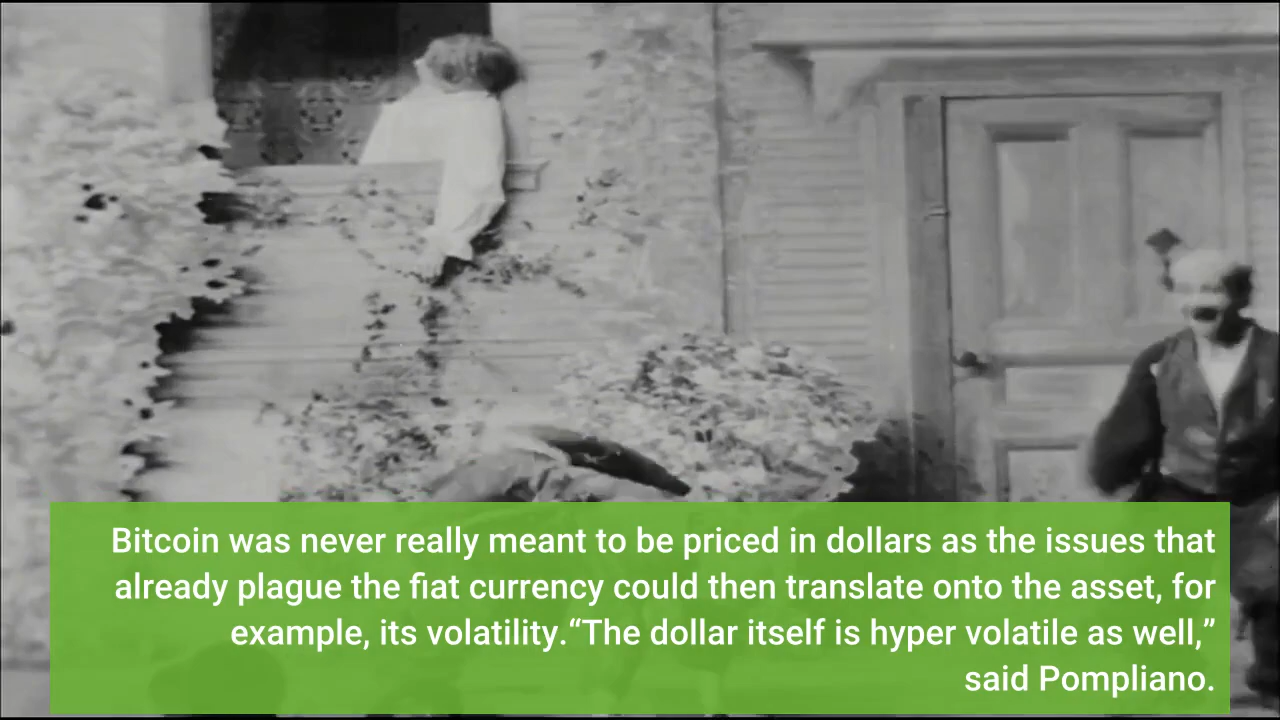 Bitcoin was never really meant to be priced in dollars as the issues that
already plague the fiat currency could then translate onto the asset, for
example, its volatility.“The dollar itself is hyper volatile as well,”
said Pompliano.